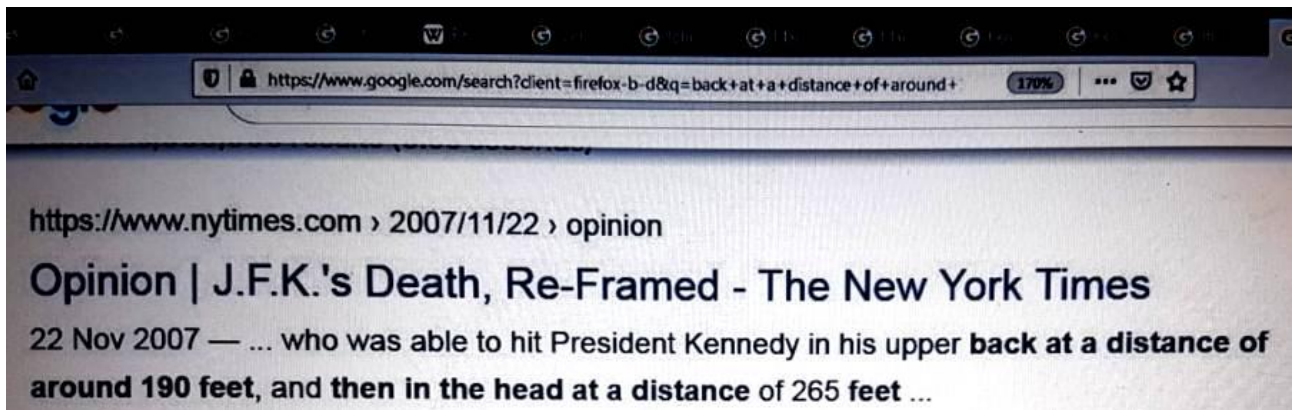 https://www.google.com/search?client=firefox-b-d&q=back+at+a+distance+of+around+ 170%
https://www.nytimes.com › 2007/11/22 › opinion
Opinion | J.F.K.'s Death, Re-Framed - The New York Times
22 Nov 2007 — ... who was able to hit President Kennedy in his upper back at a distance of
around 190 feet, and then in the head at a distance of 265 feet ...